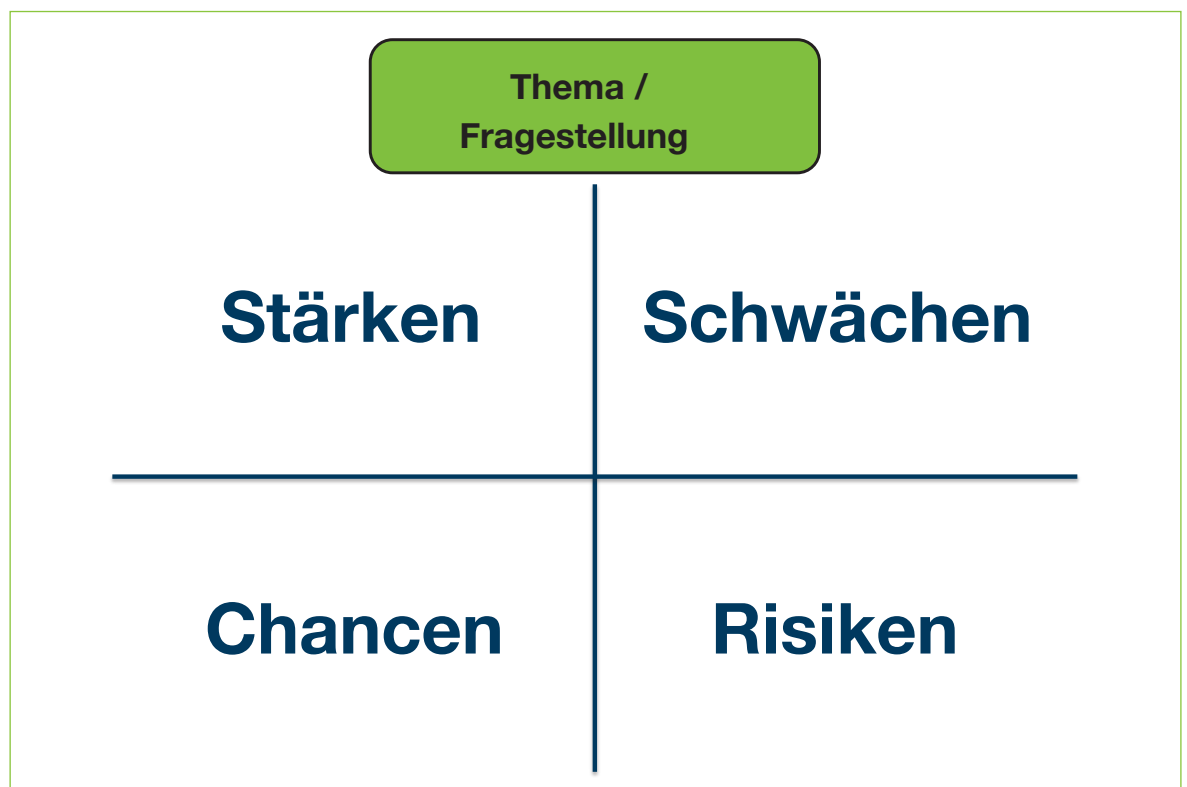 Thema /
Fragestellung
Stärken
Schwächen
Chancen
Risiken